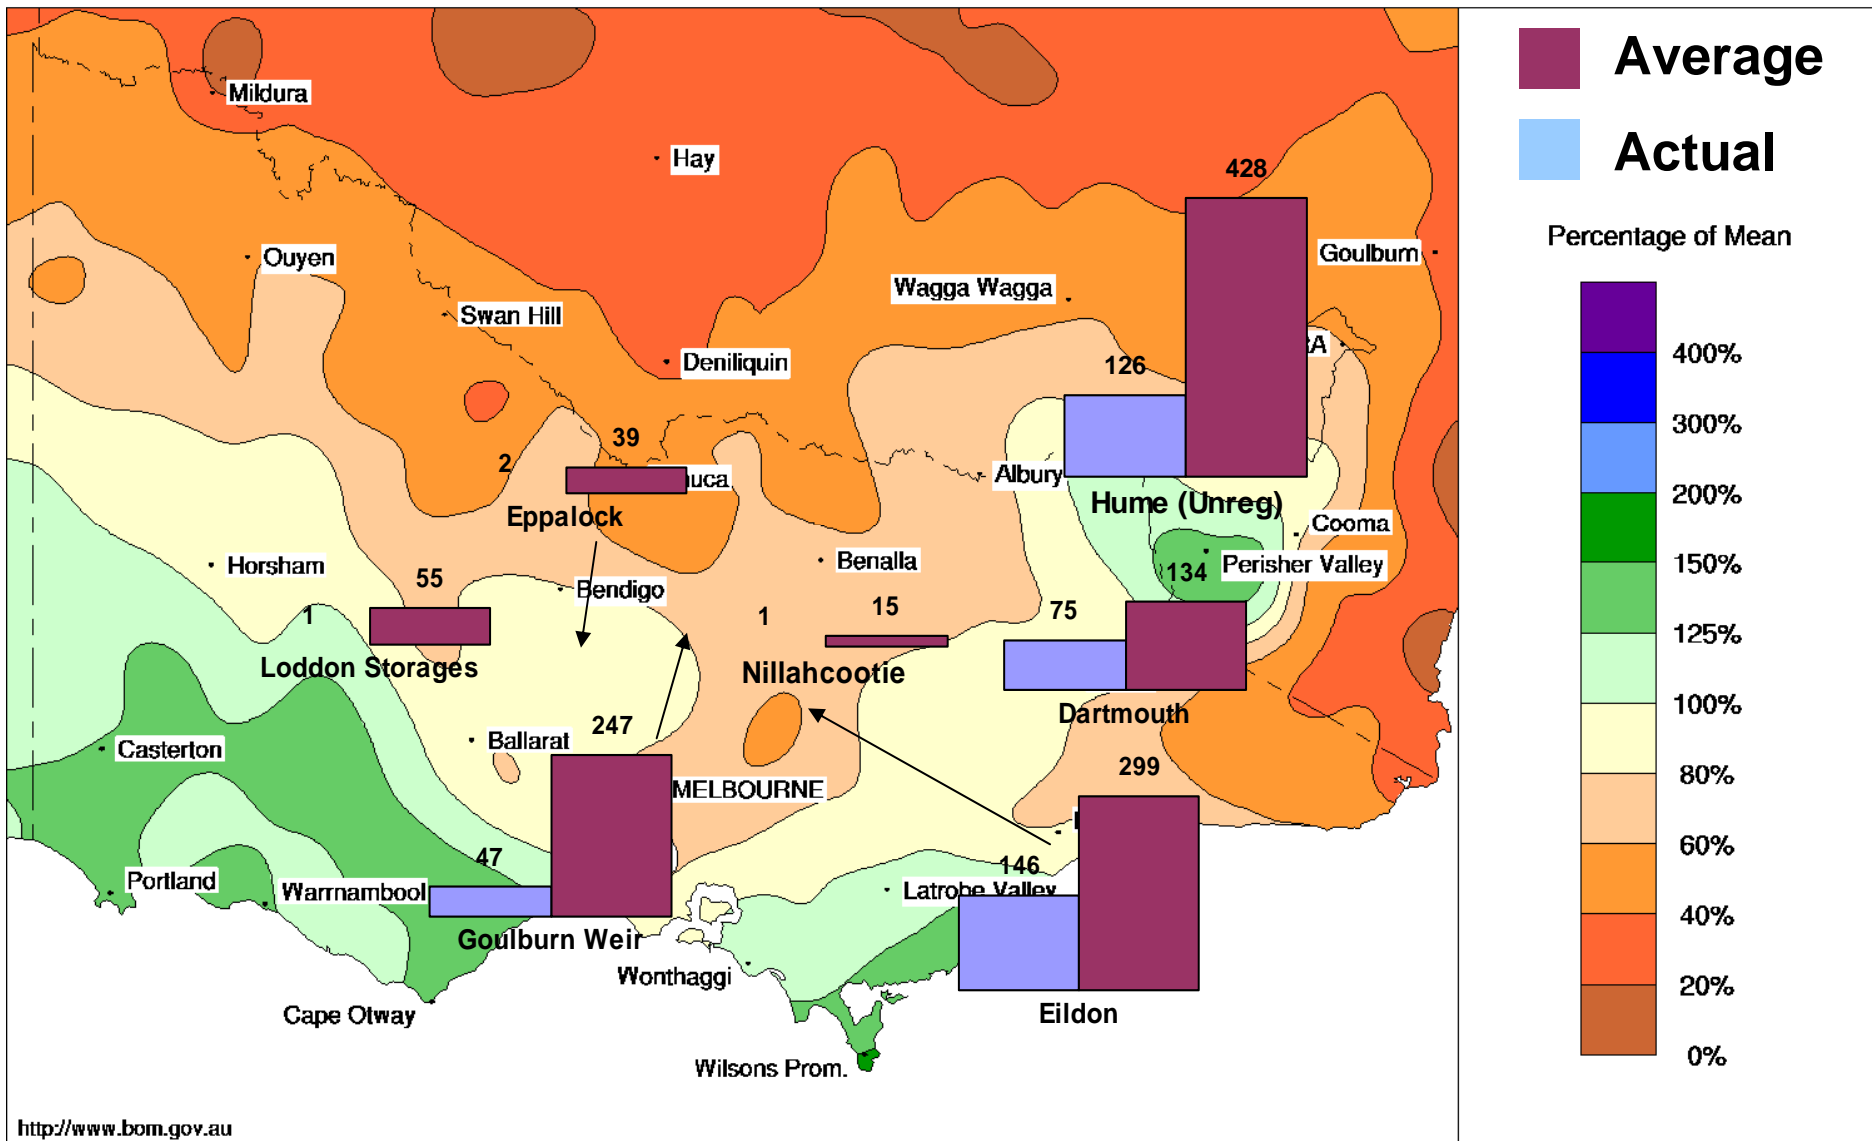 Average
Actual
Percentage of Mean
400%
300%
200%
150%
125%
100%
80%
60%
40%
20%
0%
Mildura
Hay
428
Ouyen
Goulburn
Wagga Wagga
Swan Hill
Deniliquin
126
RA
39
2
Albury
uca
Hume (Unreg)
Eppalock
Cooma
Horsham
Benalla
Perisher Valley
134
55
Bendigo
1
1
15
75
Loddon Storages
Nillahcootie
Dartmouth
247
Ballarat
Casterton
299
MELBOURNE
47
146
Portland
Warrnambool
Latrobe Valley
Goulburn Weir
Wonthaggi
Cape Otway
Eildon
Wilsons Prom.
http://www.bom.gov.au